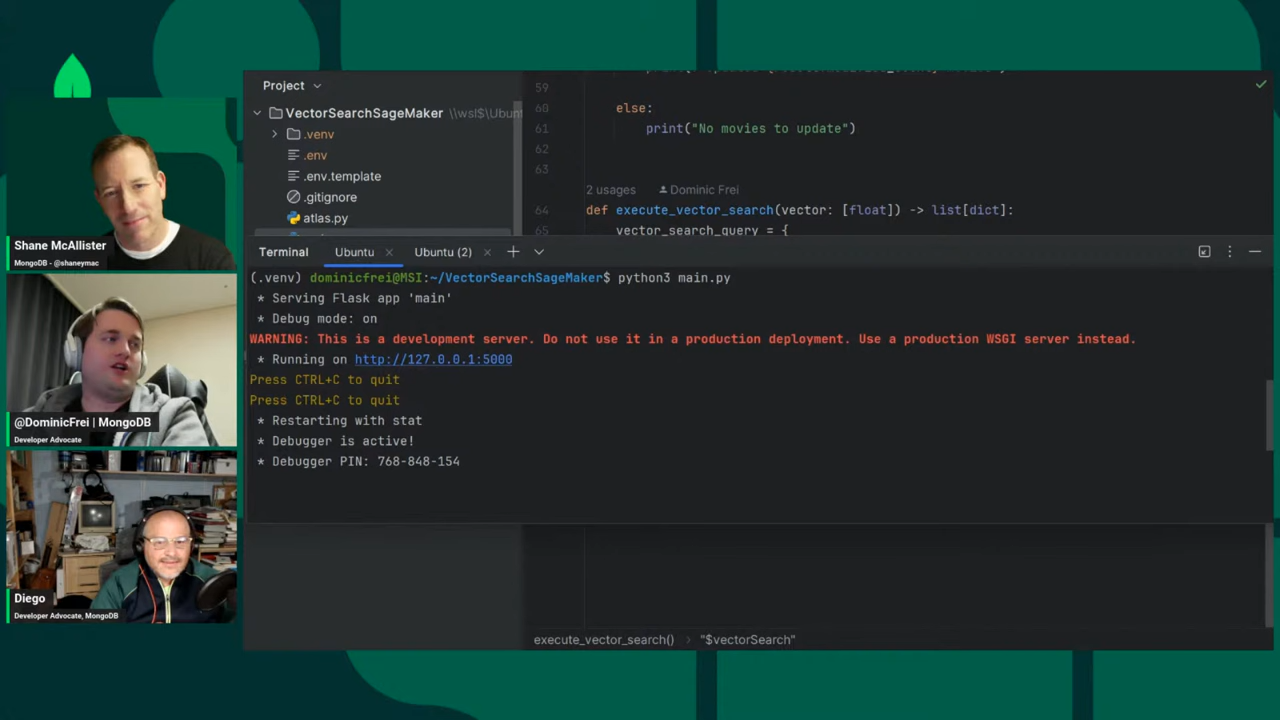 Shane McAllister
MongoDB - @shaneymac
@DominicFrei | MongoDB
Developer Advocate
Diego
Developer Advocate, MongoDB
Project
VectorSearchSageMaker \\wsl$\Ubunt
.venv
.env
.env.template
.gitignore
atlas.py
59
60 else:
61 print("No movies to update")
62
63
2 usages Dominic Frei
64 def execute_vector_search(vector: [float]) -> list[dict]:
65 vector_search_query = {
Terminal Ubuntu × Ubuntu (2) × +
(.venv) dominicfrei@MSI:~/VectorSearchSageMaker$ python3 main.py
* Serving Flask app 'main'
* Debug mode: on
WARNING: This is a development server. Do not use it in a production deployment. Use a production WSGI server instead.
* Running on http://127.0.0.1:5000
Press CTRL+C to quit
Press CTRL+C to quit
* Restarting with stat
* Debugger is active!
* Debugger PIN: 768-848-154
execute_vector_search() › "$vectorSearch"